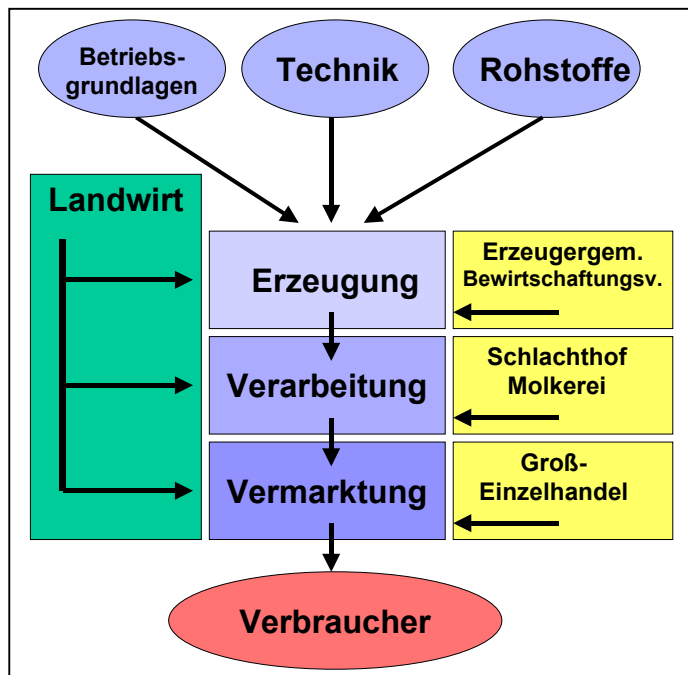 Betriebs-
grundlagen
Technik
Rohstoffe
Landwirt
Erzeugung
Erzeugergem.
Bewirtschaftungsv.
Verarbeitung
Schlachthof
Molkerei
Vermarktung
Groß-
Einzelhandel
Verbraucher